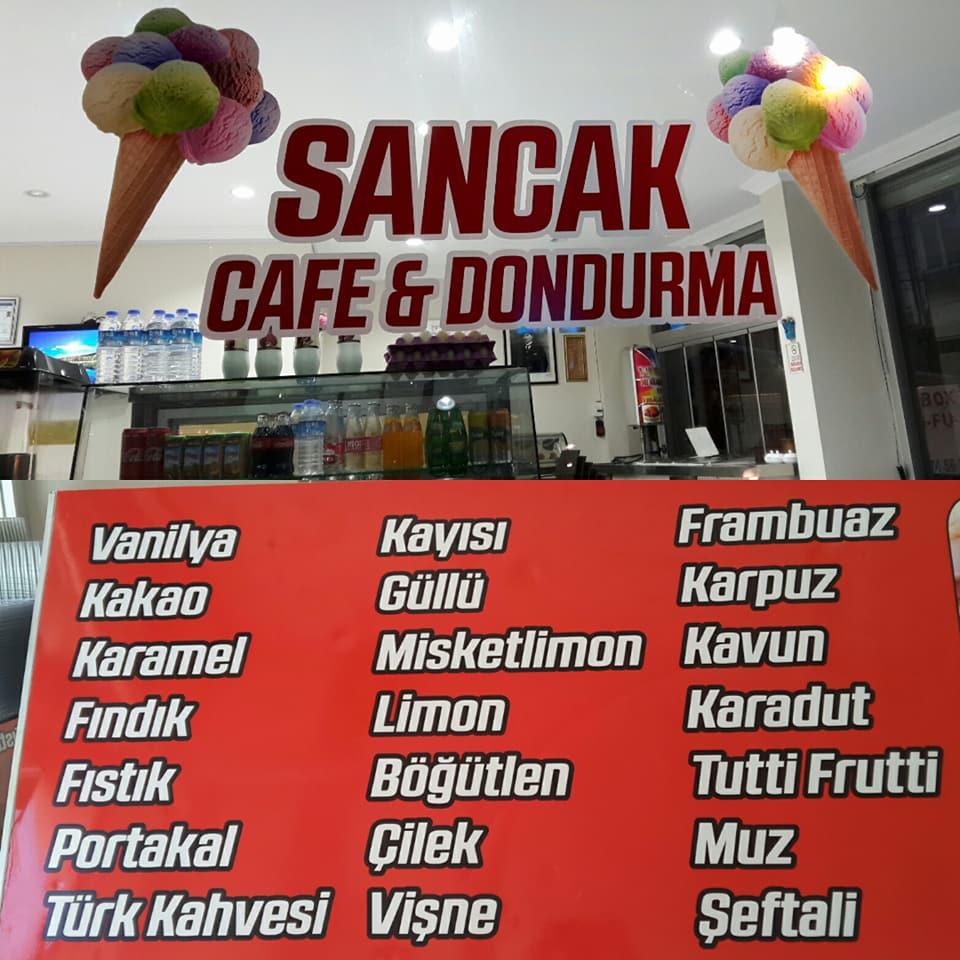 SANCAK
CAFE & DONDURMA
Vanilya
Kakao
Karamel
Fındık
Fıstık
Portakal
Türk Kahvesi
Kayısı
Güllü
Misketlimon
Limon
Böğütlen
Çilek
Vişne
Frambuaz
Karpuz
Kavun
Karadut
Tutti Frutti
Muz
Şeftali